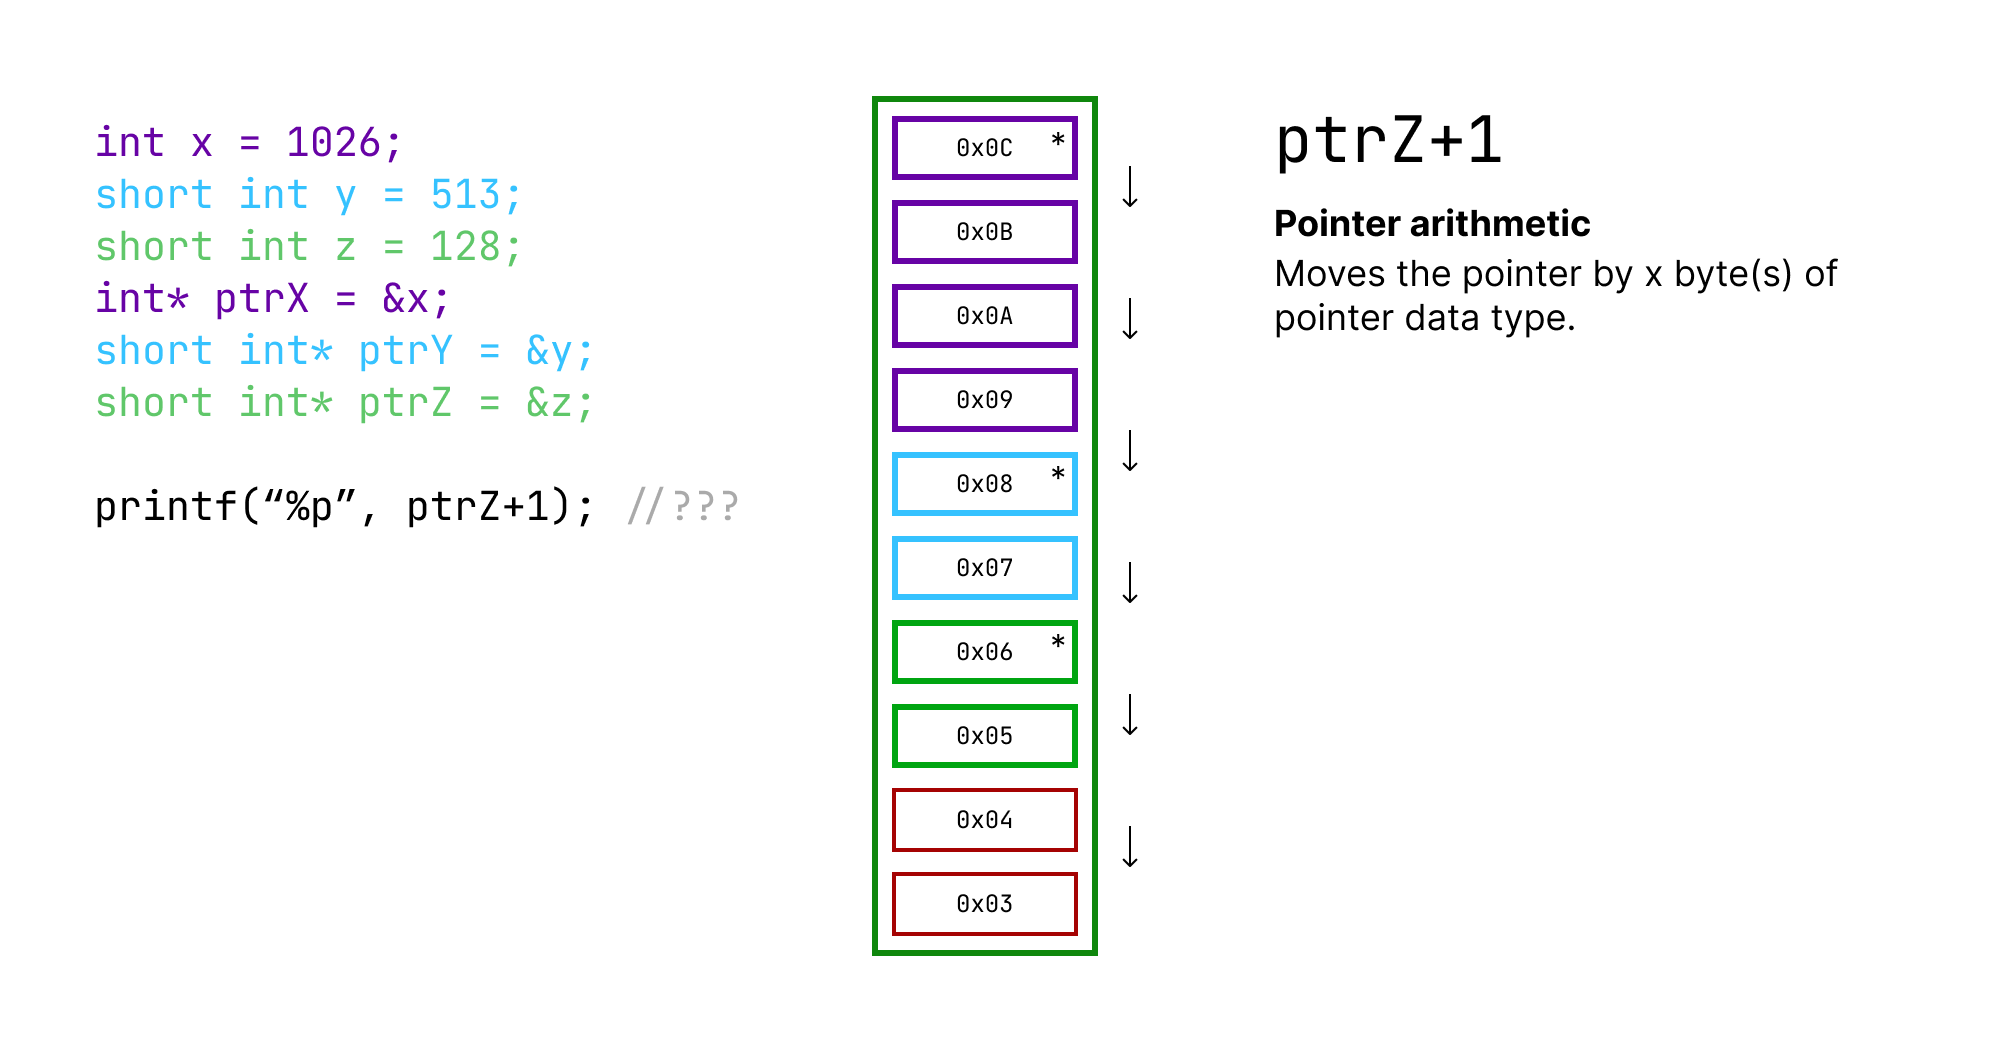 int x = 1026;
short int y = 513;
short int z = 128;
int* ptrX = &x;
short int* ptrY = &y;
short int* ptrZ = &z;
printf(“%p”, ptrZ+1); //???
0x0C *
0x0B
0x0A
0x09
0x08 *
0x07
0x06 *
0x05
0x04
0x03
ptrZ+1
Pointer arithmetic
Moves the pointer by x byte(s) of
pointer data type.